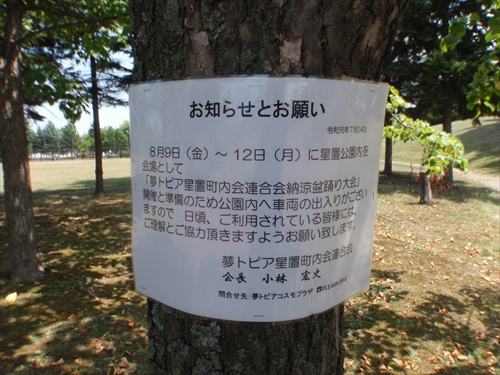 お知らせとお願い
令和元年7月24日
8月9日（金）～12日（月）に星置公園内を
会場として
「夢トピア星置町内会連合会納涼盆踊り大会」
開催と準備のため公園内へ車両の出入りがござい
ますので　日頃、ご利用されている皆様には、
ご理解とご協力頂きますようお願い致します。
夢トピア星置町内会連合会
会長　小林　宏史
問合せ先：夢トピアコスモプラザ